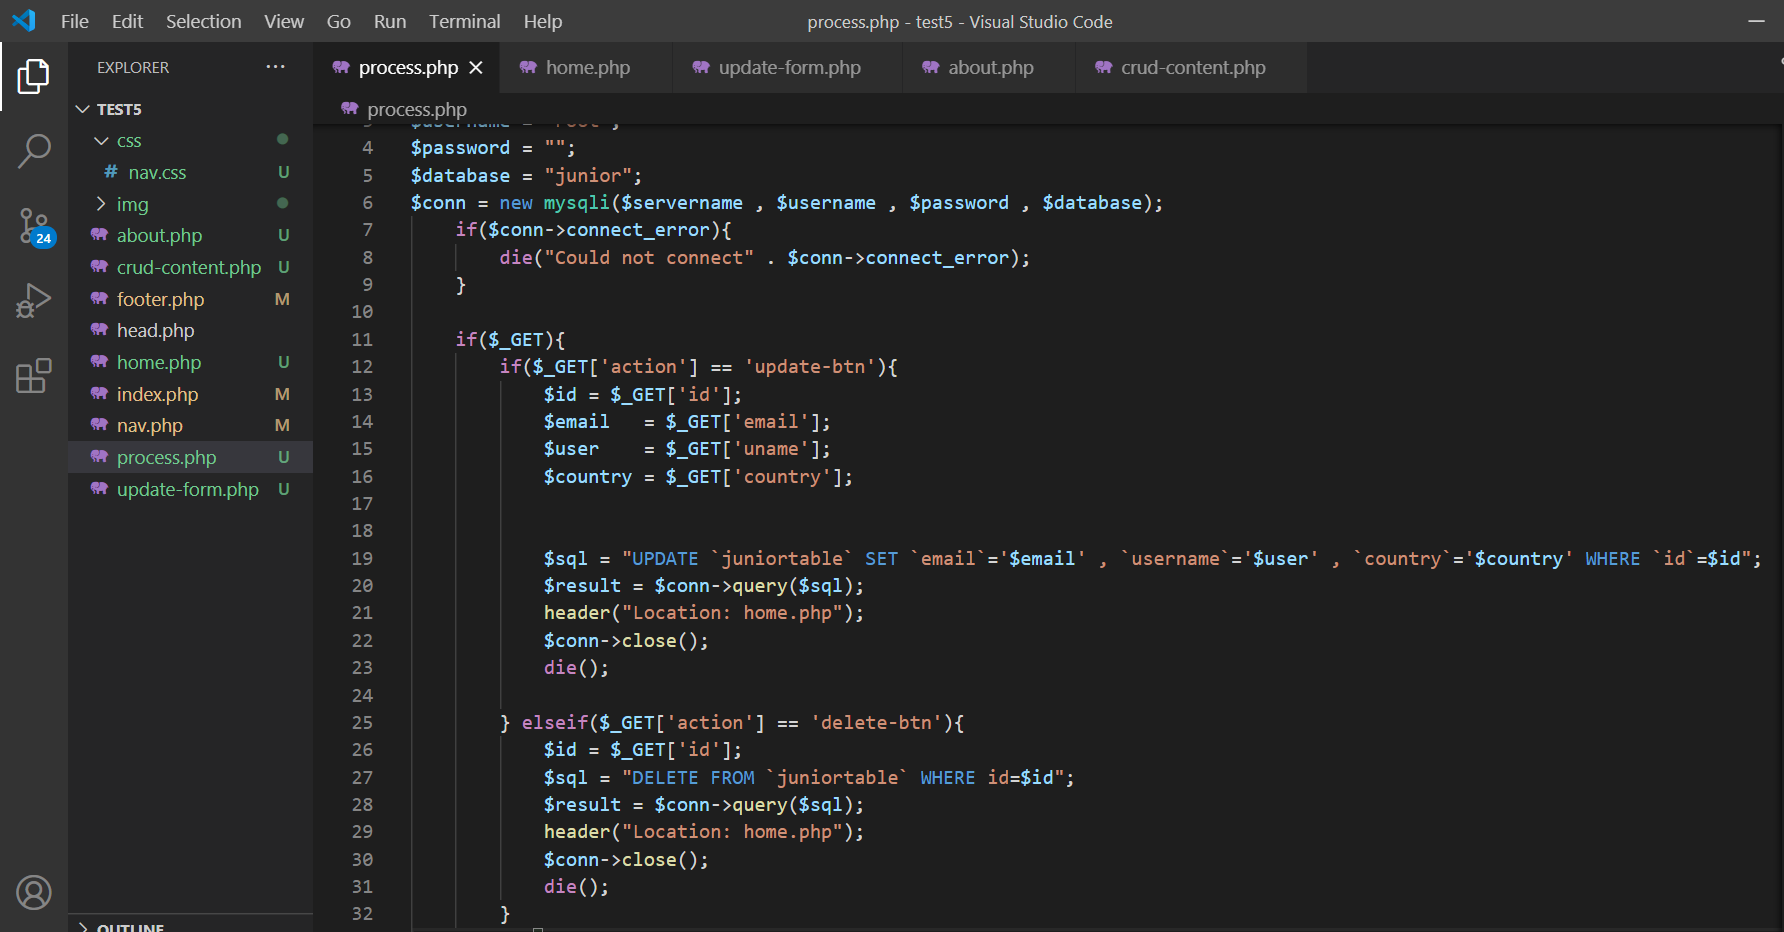 File Edit Selection View Go Run Terminal Help process.php - test5 - Visual Studio Code
EXPLORER ···
TEST5
css
# nav.css U
img
about.php U
crud-content.php U
footer.php M
head.php
home.php U
index.php M
nav.php M
process.php U
update-form.php U
OUTLINE
24
process.php home.php update-form.php about.php crud-content.php
process.php
4 $password = "";
5 $database = "junior";
6 $conn = new mysqli($servername , $username , $password , $database);
7 if($conn->connect_error){
8 die("Could not connect" . $conn->connect_error);
9 }
10
11 if($_GET){
12 if($_GET['action'] == 'update-btn'){
13 $id = $_GET['id'];
14 $email   = $_GET['email'];
15 $user    = $_GET['uname'];
16 $country = $_GET['country'];
17
18
19 $sql = "UPDATE `juniortable` SET `email`='$email' , `username`='$user' , `country`='$country' WHERE `id`=$id";
20 $result = $conn->query($sql);
21 header("Location: home.php");
22 $conn->close();
23 die();
24
25 } elseif($_GET['action'] == 'delete-btn'){
26 $id = $_GET['id'];
27 $sql = "DELETE FROM `juniortable` WHERE id=$id";
28 $result = $conn->query($sql);
29 header("Location: home.php");
30 $conn->close();
31 die();
32 }